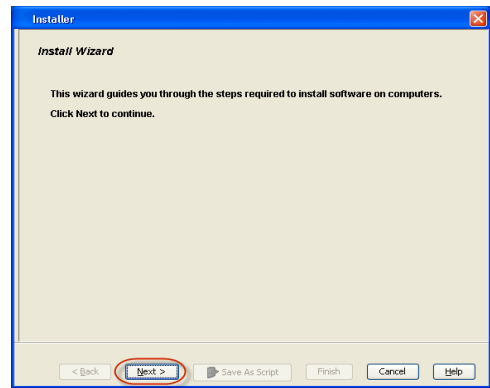 Installer
Install Wizard
This wizard guides you through the steps required to install software on computers.
Click Next to continue.
< Back Next > Save As Script Finish Cancel Help